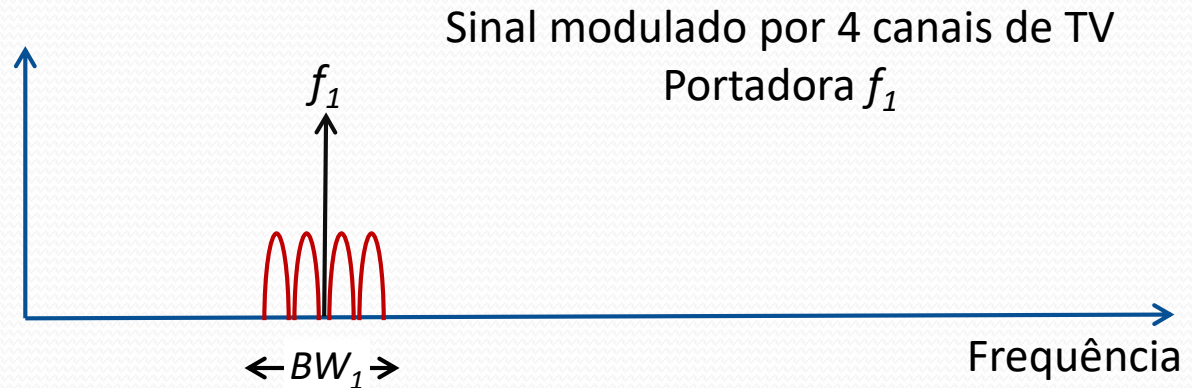 Sinal modulado por 4 canais de TV
Portadora f₁
f₁
BW₁
Frequência